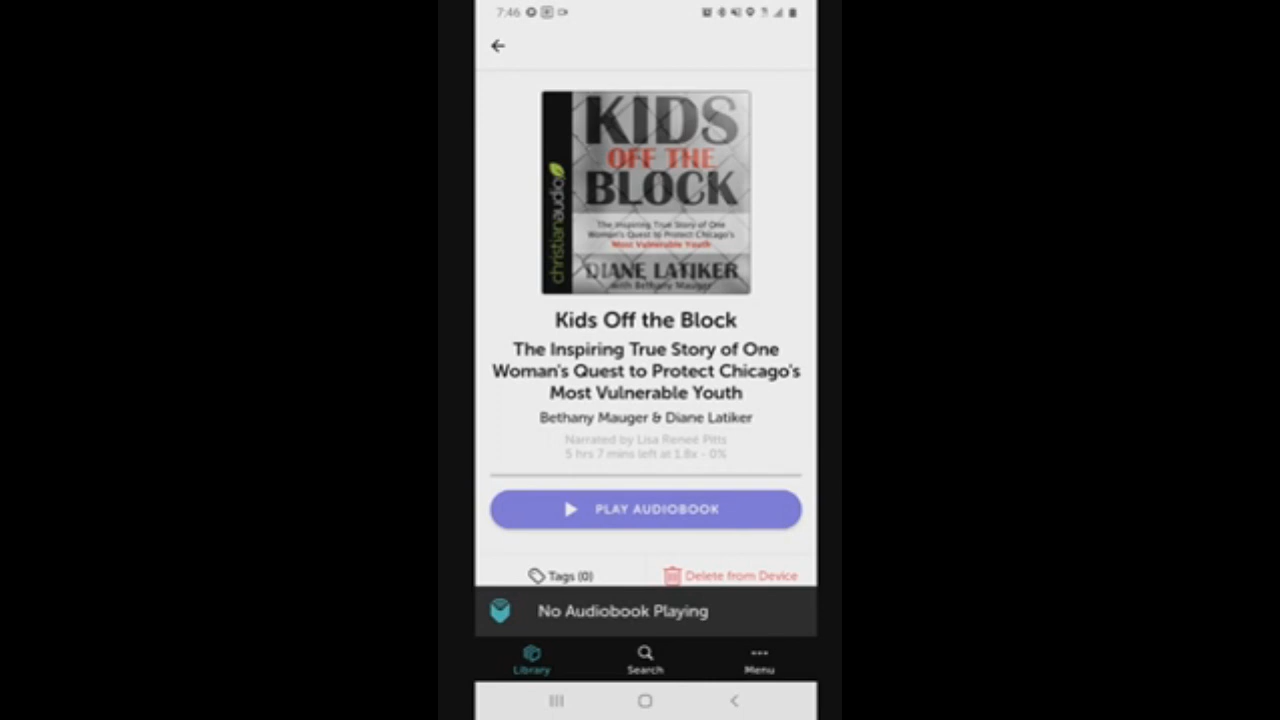 7:46
christianaudio
KIDS
OFF THE
BLOCK
The Inspiring True Story of One
Woman's Quest to Protect Chicago's
Most Vulnerable Youth
DIANE LATIKER
with Bethany Mauger
Kids Off the Block
The Inspiring True Story of One
Woman's Quest to Protect Chicago's
Most Vulnerable Youth
Bethany Mauger & Diane Latiker
Narrated by Lisa Reneé Pitts
5 hrs 7 mins left at 1.8x - 0%
PLAY AUDIOBOOK
Tags (0)
Delete from Device
No Audiobook Playing
Library
Search
Menu